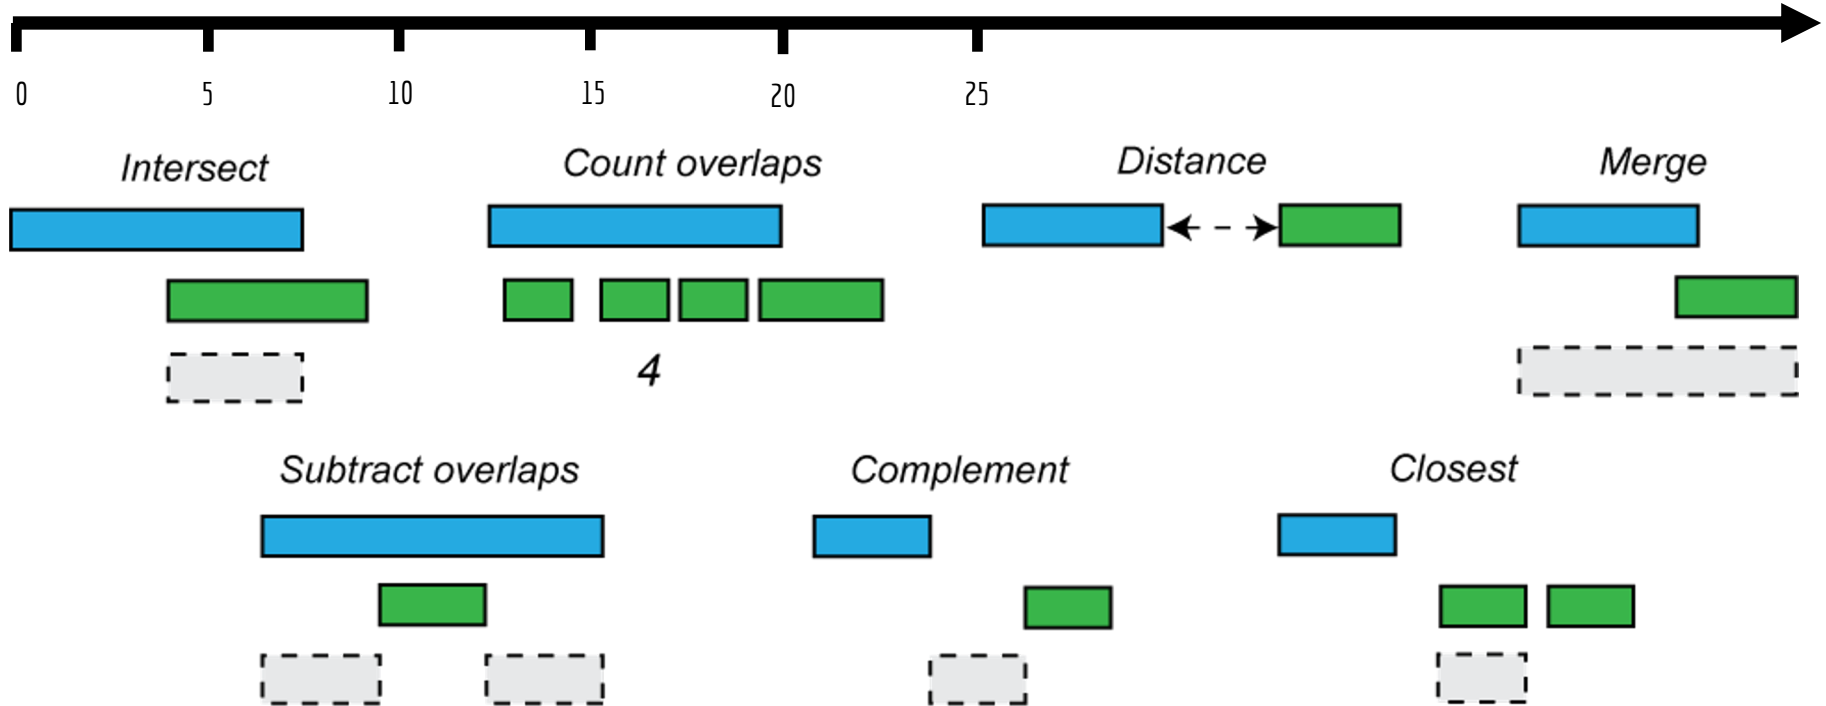 0 5 10 15 20 25
Intersect Count overlaps Distance Merge
4
Subtract overlaps Complement Closest